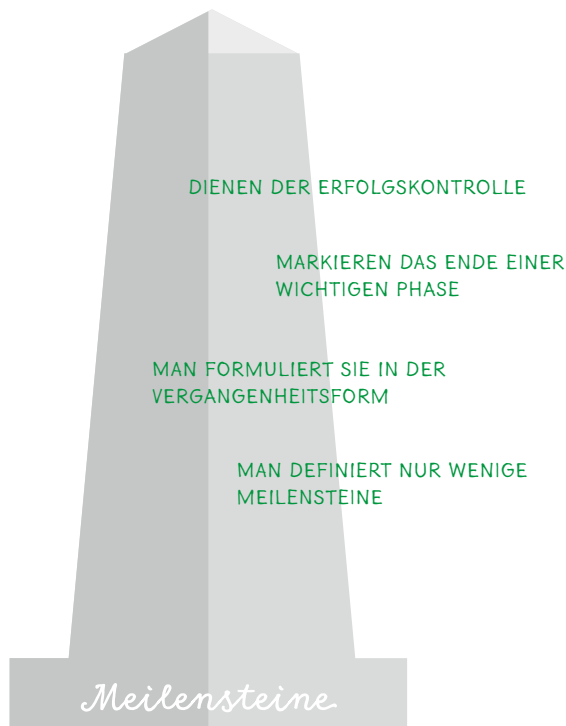 DIENEN DER ERFOLGSKONTROLLE
MARKIEREN DAS ENDE EINER
WICHTIGEN PHASE
MAN FORMULIERT SIE IN DER
VERGANGENHEITSFORM
MAN DEFINIERT NUR WENIGE
MEILENSTEINE
Meilensteine